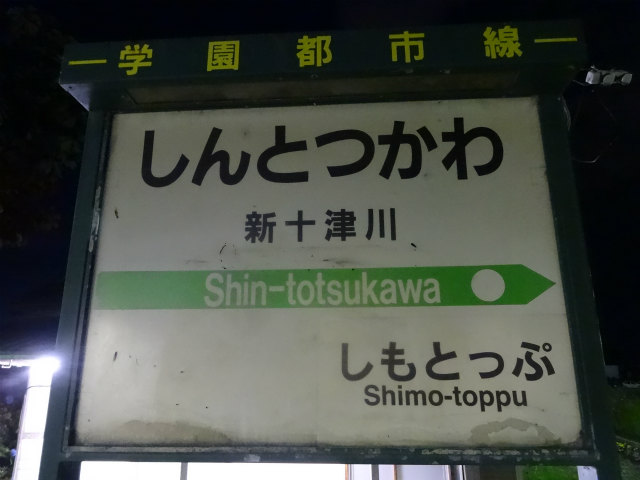 ー学園都市線ー
しんとつかわ
新十津川
Shin-totsukawa
しもとっぷ
Shimo-toppu